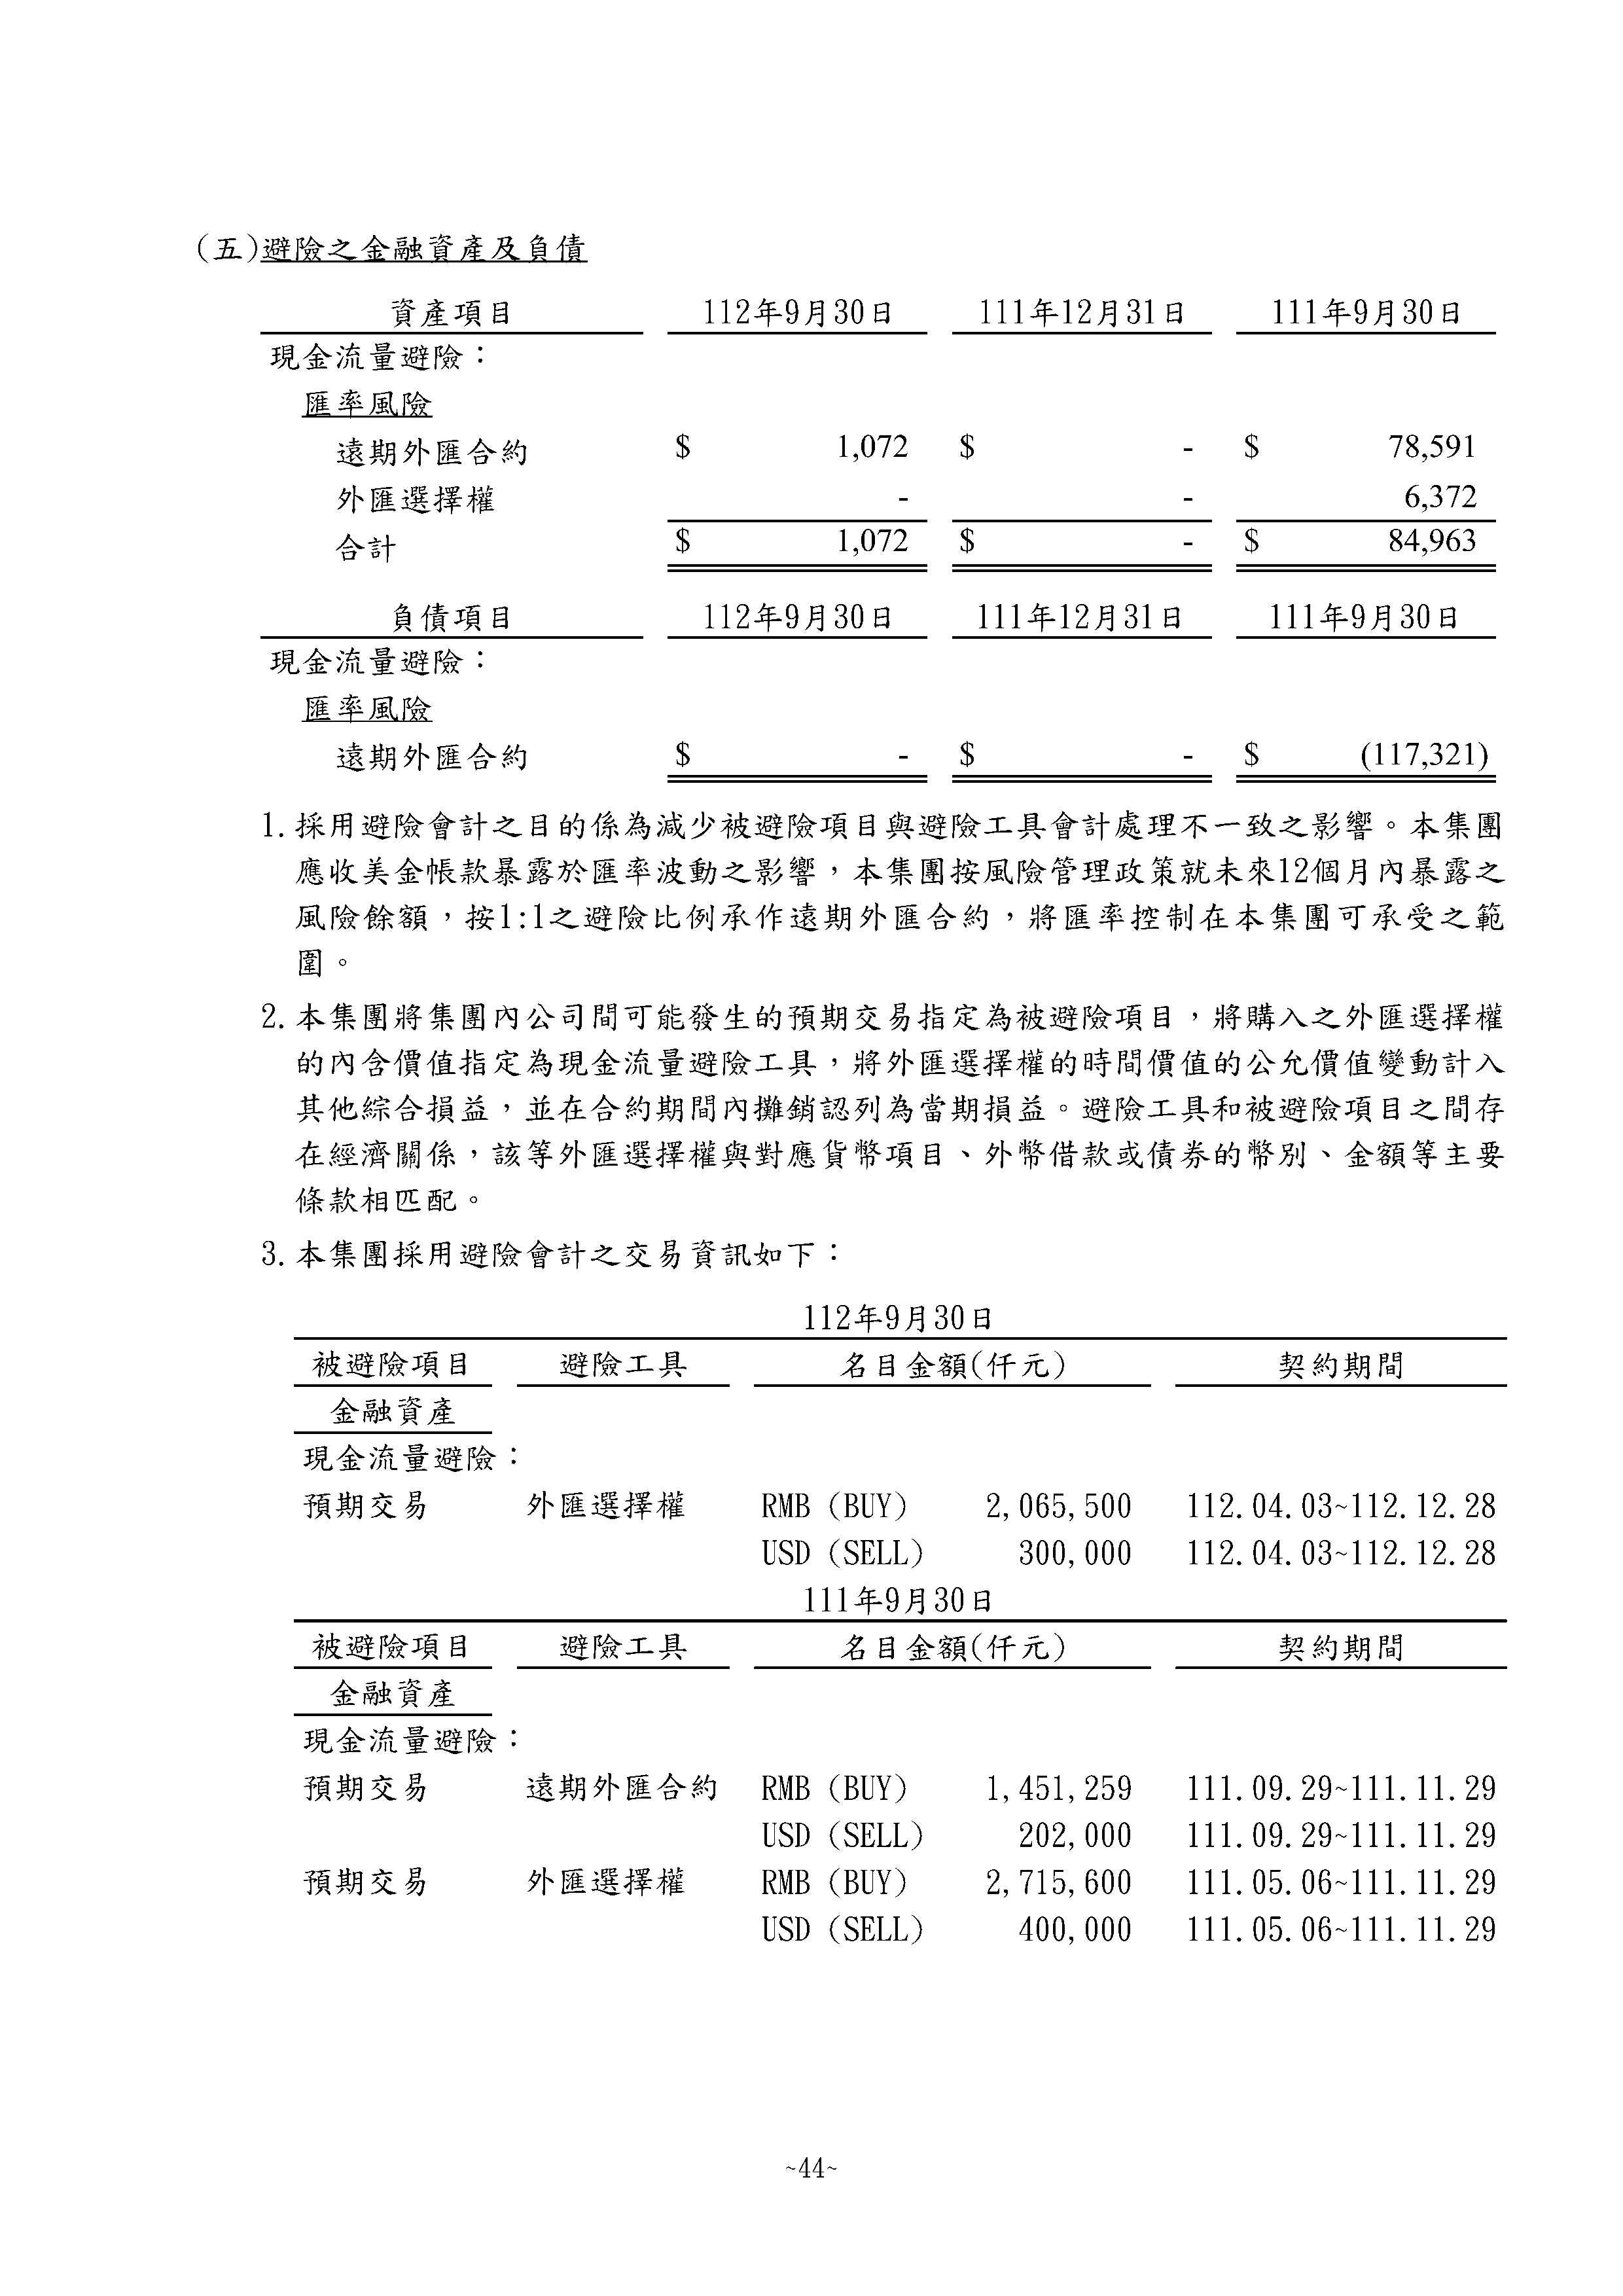 (五)避險之金融資產及負債
資產項目 112年9月30日 111年12月31日 111年9月30日
現金流量避險：
匯率風險
遠期外匯合約 $ 1,072 $ - $ 78,591
外匯選擇權 - - 6,372
合計 $ 1,072 $ - $ 84,963
負債項目 112年9月30日 111年12月31日 111年9月30日
現金流量避險：
匯率風險
遠期外匯合約 $ - $ - $ (117,321)
1.採用避險會計之目的係為減少被避險項目與避險工具會計處理不一致之影響。本集團
應收美金帳款暴露於匯率波動之影響，本集團按風險管理政策就未來12個月內暴露之
風險餘額，按1:1之避險比例承作遠期外匯合約，將匯率控制在本集團可承受之範
圍。
2.本集團將集團內公司間可能發生的預期交易指定為被避險項目，將購入之外匯選擇權
的內含價值指定為現金流量避險工具，將外匯選擇權的時間價值的公允價值變動計入
其他綜合損益，並在合約期間內攤銷認列為當期損益。避險工具和被避險項目之間存
在經濟關係，該等外匯選擇權與對應貨幣項目、外幣借款或債券的幣別、金額等主要
條款相匹配。
3.本集團採用避險會計之交易資訊如下：
112年9月30日
被避險項目 避險工具 名目金額(仟元) 契約期間
金融資產
現金流量避險：
預期交易 外匯選擇權 RMB (BUY) 2,065,500 112.04.03~112.12.28
USD (SELL) 300,000 112.04.03~112.12.28
111年9月30日
被避險項目 避險工具 名目金額(仟元) 契約期間
金融資產
現金流量避險：
預期交易 遠期外匯合約 RMB (BUY) 1,451,259 111.09.29~111.11.29
USD (SELL) 202,000 111.09.29~111.11.29
預期交易 外匯選擇權 RMB (BUY) 2,715,600 111.05.06~111.11.29
USD (SELL) 400,000 111.05.06~111.11.29
~44~